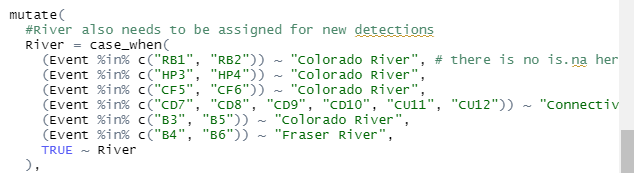 mutate(
#River also needs to be assigned for new detections
River = case_when(
(Event %in% c("RB1", "RB2")) ~ "Colorado River", # there is no is.na her
(Event %in% c("HP3", "HP4")) ~ "Colorado River",
(Event %in% c("CF5", "CF6")) ~ "Colorado River",
(Event %in% c("CD7", "CD8", "CD9", "CD10", "CU11", "CU12")) ~ "Connectiv
(Event %in% c("B3", "B5")) ~ "Colorado River",
(Event %in% c("B4", "B6")) ~ "Fraser River",
TRUE ~ River
),